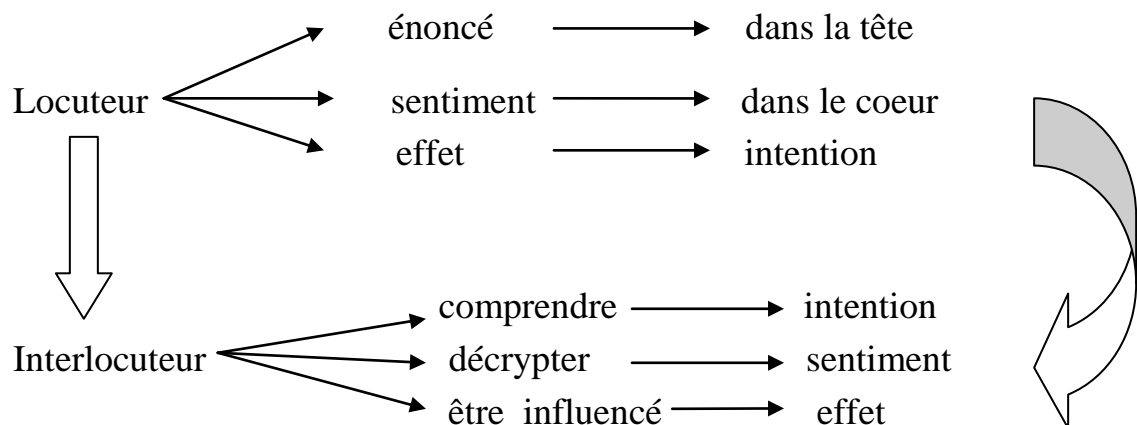 énoncé dans la tête
Locuteur sentiment dans le coeur
effet intention
comprendre intention
Interlocuteur décrypter sentiment
être influencé effet